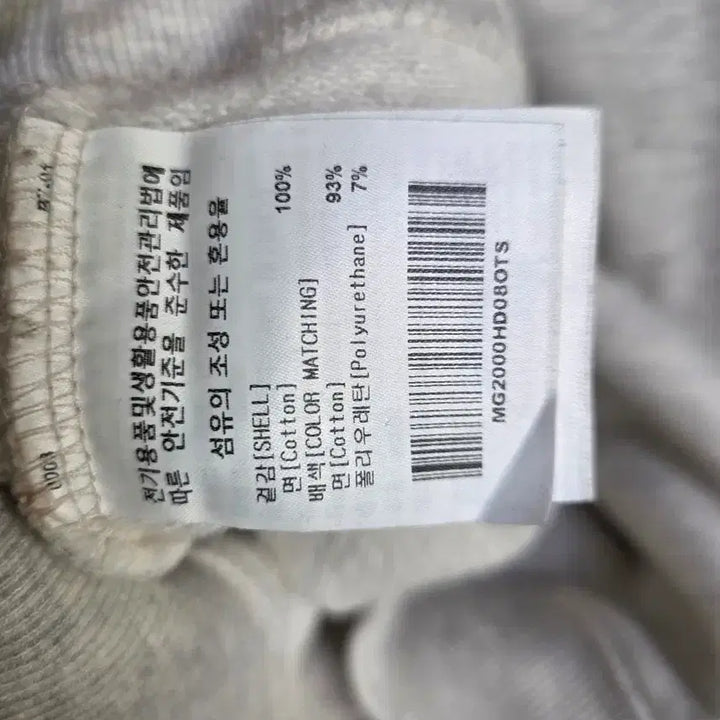 전기용품및생활용품안전관리법에
따른 안전기준을 준수한 제품임
섬유의 조성 또는 혼용율
겉감[SHELL]
면[Cotton] 100%
배색[COLOR MATCHING]
면[Cotton] 93%
폴리우레탄[Polyurethane] 7%
MG2000HD08OTS